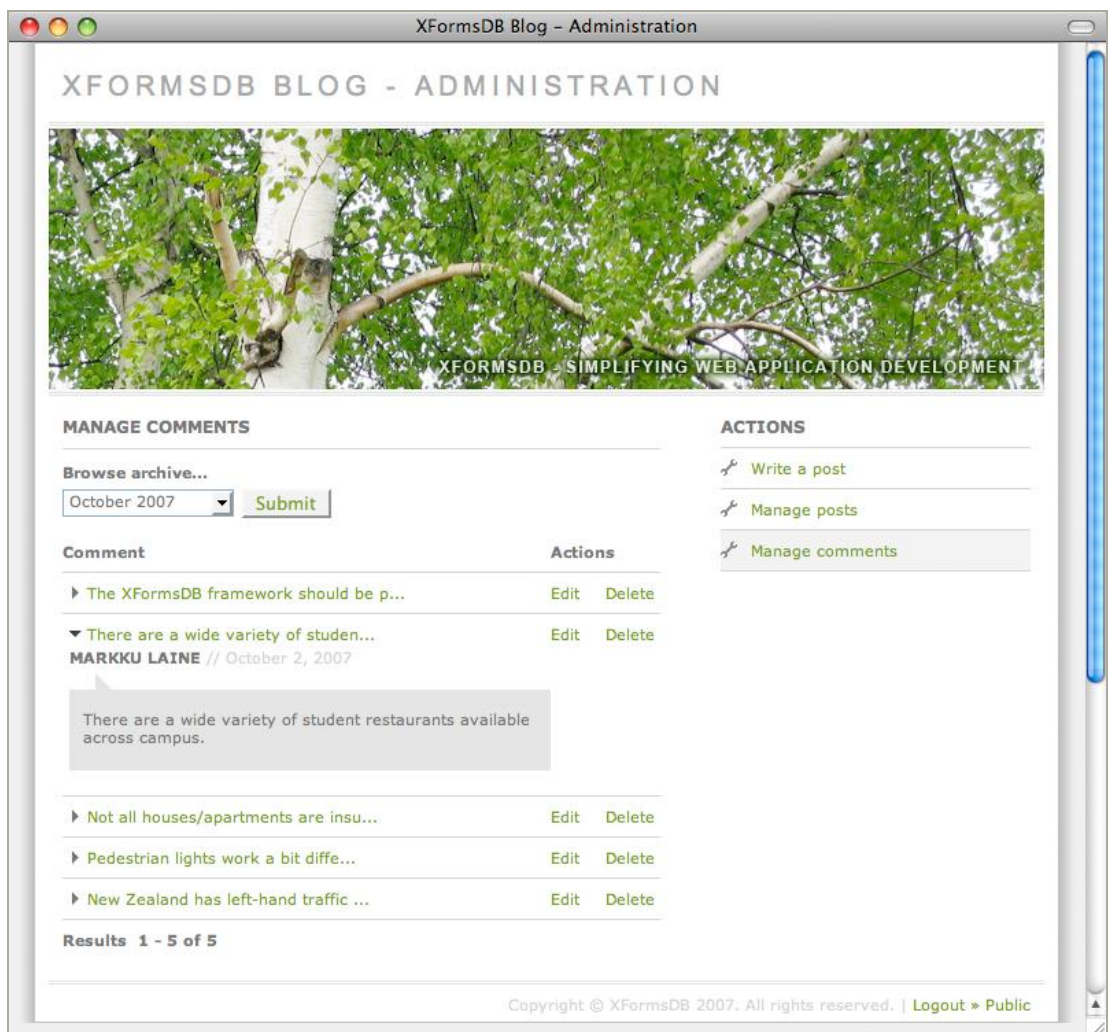 XFormsDB Blog – Administration
XFORMSDB BLOG - ADMINISTRATION
XFORMSDB - SIMPLIFYING WEB APPLICATION DEVELOPMENT
MANAGE COMMENTS
Browse archive...
October 2007 Submit
Comment Actions
The XFormsDB framework should be p... Edit Delete
There are a wide variety of studen... Edit Delete
MARKKU LAINE // October 2, 2007
There are a wide variety of student restaurants available
across campus.
Not all houses/apartments are insu... Edit Delete
Pedestrian lights work a bit diffe... Edit Delete
New Zealand has left-hand traffic ... Edit Delete
Results 1 - 5 of 5
ACTIONS
Write a post
Manage posts
Manage comments
Copyright © XFormsDB 2007. All rights reserved. | Logout » Public